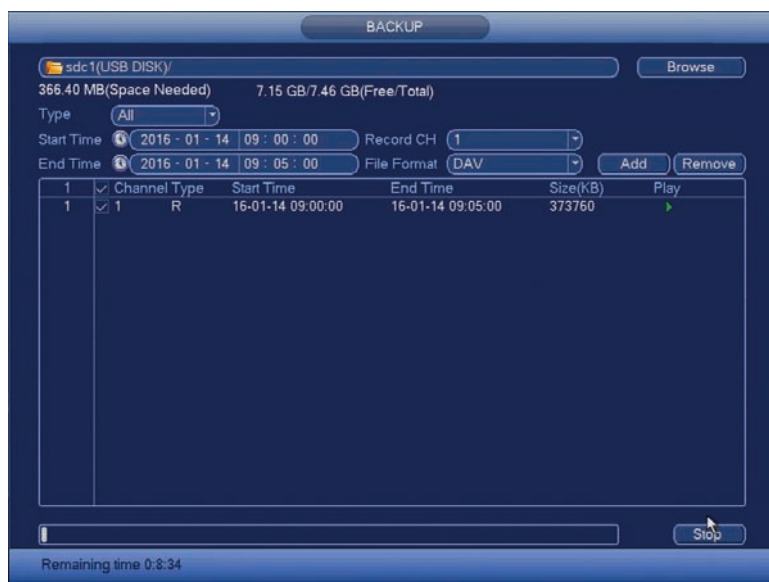 BACKUP
sdc1(USB DISK)/ Browse
366.40 MB(Space Needed) 7.15 GB/7.46 GB(Free/Total)
Type All
Start Time 2016 - 01 - 14 09 : 00 : 00 Record CH 1
End Time 2016 - 01 - 14 09 : 05 : 00 File Format DAV Add Remove
1 Channel Type Start Time End Time Size(KB) Play
1 1 R 16-01-14 09:00:00 16-01-14 09:05:00 373760
Stop
Remaining time 0:8:34